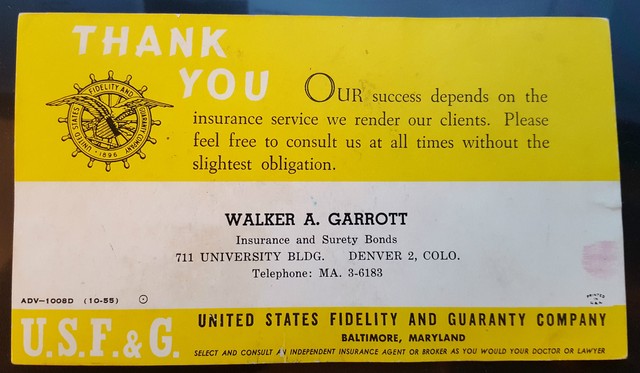 THANK
YOU
FIDELITY AND
UNITED STATES
GUARANTY COMPANY
1896
OUR success depends on the
insurance service we render our clients. Please
feel free to consult us at all times without the
slightest obligation.
WALKER A. GARROTT
Insurance and Surety Bonds
711 UNIVERSITY BLDG. DENVER 2, COLO.
Telephone: MA. 3-6183
ADV-1008D (10-55)
PRINTED
IN
U.S.A.
U.S.F.&G.
UNITED STATES FIDELITY AND GUARANTY COMPANY
BALTIMORE, MARYLAND
SELECT AND CONSULT AN INDEPENDENT INSURANCE AGENT OR BROKER AS YOU WOULD YOUR DOCTOR OR LAWYER